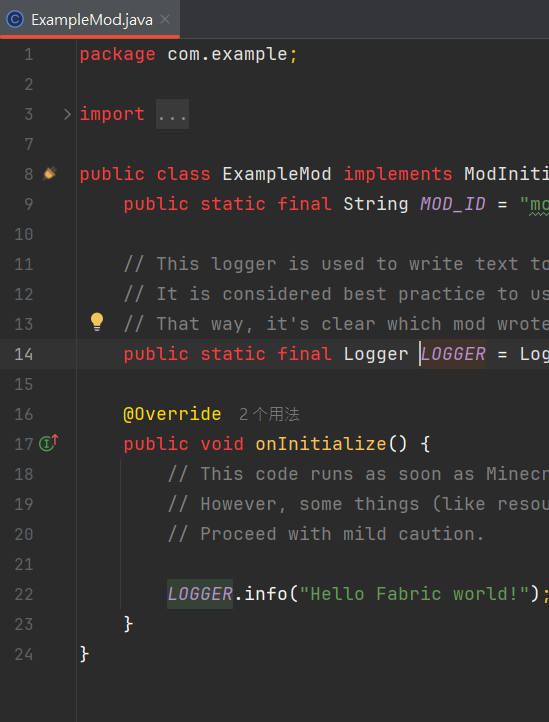 ExampleMod.java
1 package com.example;
2
3 import ...
7
8 public class ExampleMod implements ModIniti
9 public static final String MOD_ID = "mo
10
11 // This logger is used to write text to
12 // It is considered best practice to us
13 // That way, it's clear which mod wrote
14 public static final Logger LOGGER = Log
15
16 @Override 2 个用法
17 public void onInitialize() {
18 // This code runs as soon as Minecr
19 // However, some things (like resou
20 // Proceed with mild caution.
21
22 LOGGER.info("Hello Fabric world!");
23 }
24 }